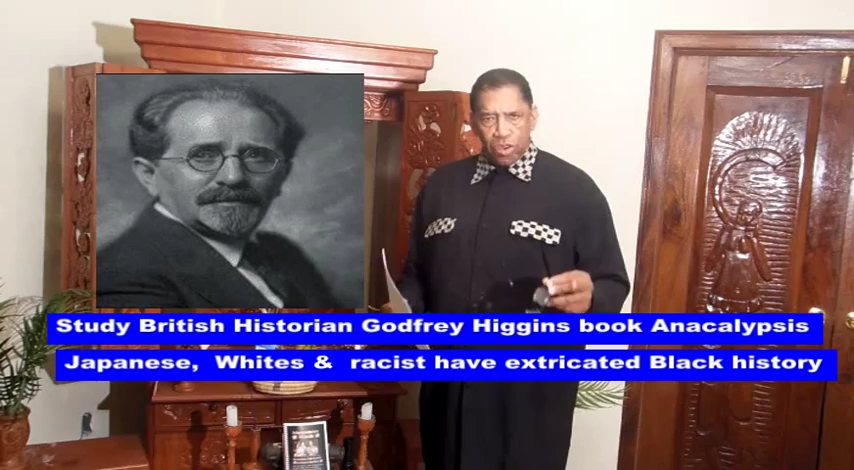 Study British Historian Godfrey Higgins book Anacalypsis
Japanese, Whites & racist have extricated Black history